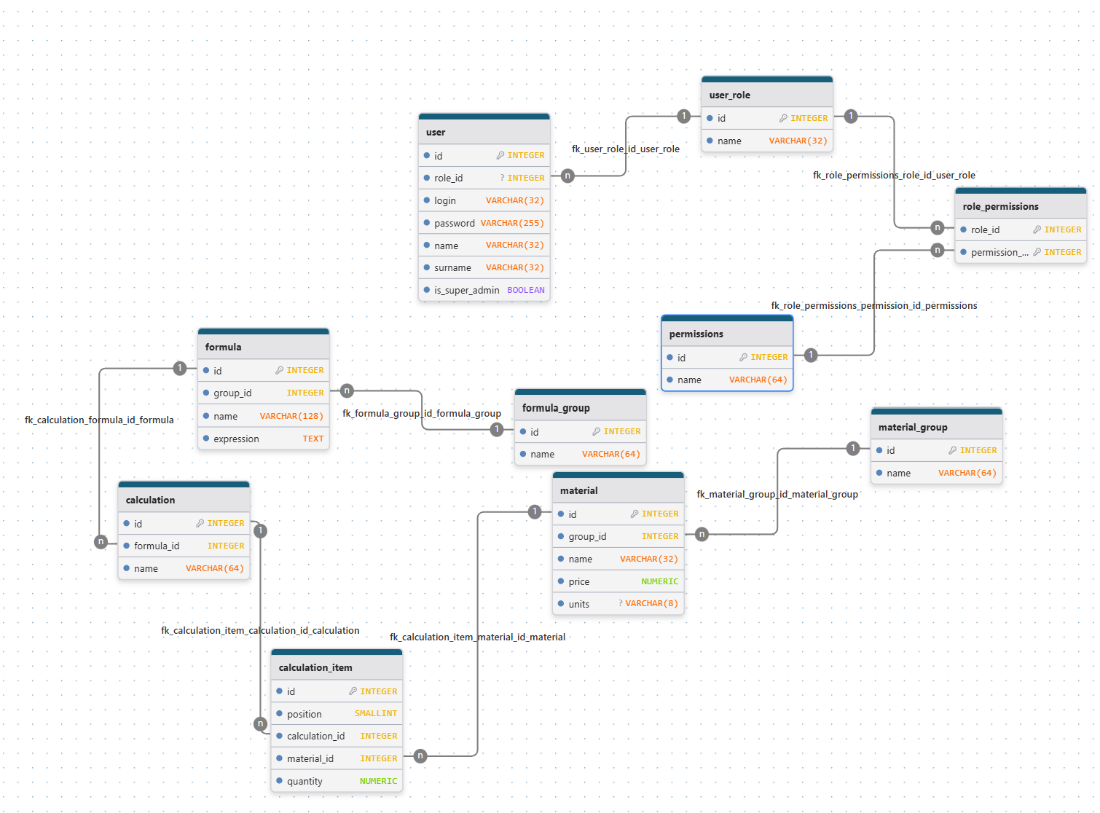 user_role
id INTEGER
name VARCHAR(32)
fk_user_role_id_user_role
fk_role_permissions_role_id_user_role
user
id INTEGER
role_id ? INTEGER
login VARCHAR(32)
password VARCHAR(255)
name VARCHAR(32)
surname VARCHAR(32)
is_super_admin BOOLEAN
1
n
1
n
n
role_permissions
role_id INTEGER
permission_... INTEGER
fk_role_permissions_permission_id_permissions
permissions
id INTEGER
name VARCHAR(64)
1
formula
id INTEGER
group_id INTEGER
name VARCHAR(128)
expression TEXT
1
n
fk_calculation_formula_id_formula
fk_formula_group_id_formula_group
1
formula_group
id INTEGER
name VARCHAR(64)
material_group
id INTEGER
name VARCHAR(64)
1
fk_material_group_id_material_group
n
calculation
id INTEGER
formula_id INTEGER
name VARCHAR(64)
n
1
material
id INTEGER
group_id INTEGER
name VARCHAR(32)
price NUMERIC
units ? VARCHAR(8)
1
fk_calculation_item_calculation_id_calculation
fk_calculation_item_material_id_material
calculation_item
id INTEGER
position SMALLINT
calculation_id INTEGER
material_id INTEGER
quantity NUMERIC
n
n